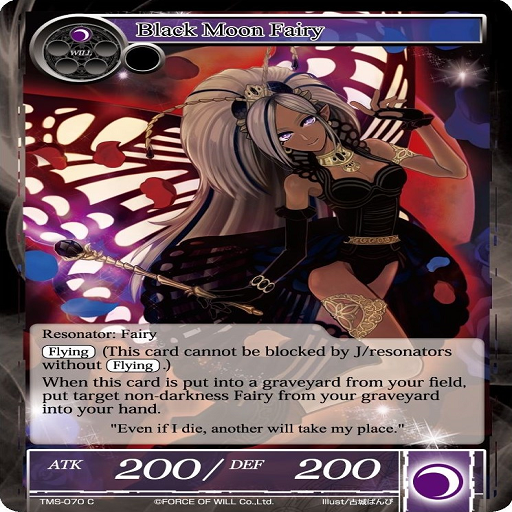 Black Moon Fairy
WILL
Resonator: Fairy
Flying (This card cannot be blocked by J/resonators
without Flying.)
When this card is put into a graveyard from your field,
put target non-darkness Fairy from your graveyard
into your hand.
"Even if I die, another will take my place."
ATK 200/ DEF 200
TMS-070 C ©FORCE OF WILL Co.,Ltd. Illust/古城ぱんび